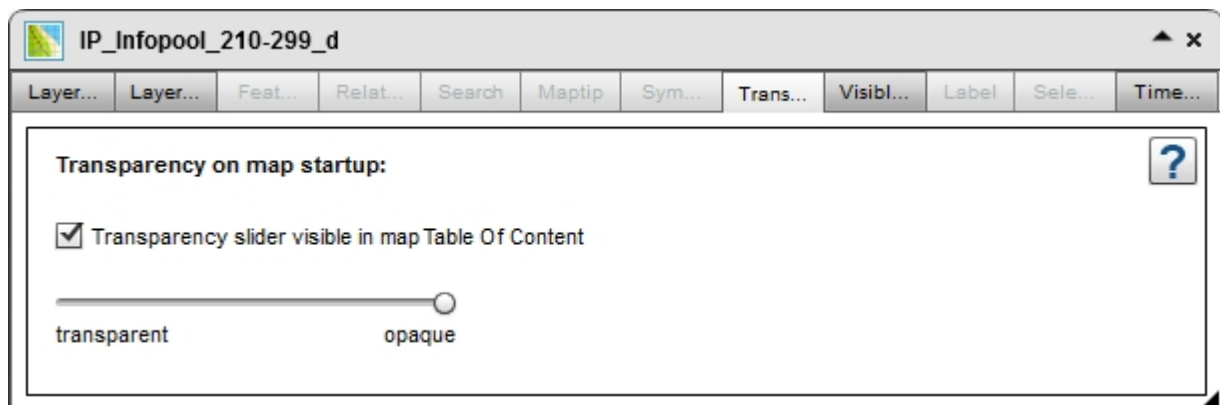 IP_Infopool_210-299_d
Layer... Layer... Feat... Relat... Search Maptip Sym... Trans... Visibl... Label Sele... Time...
Transparency on map startup:
?
Transparency slider visible in map Table Of Content
transparent opaque